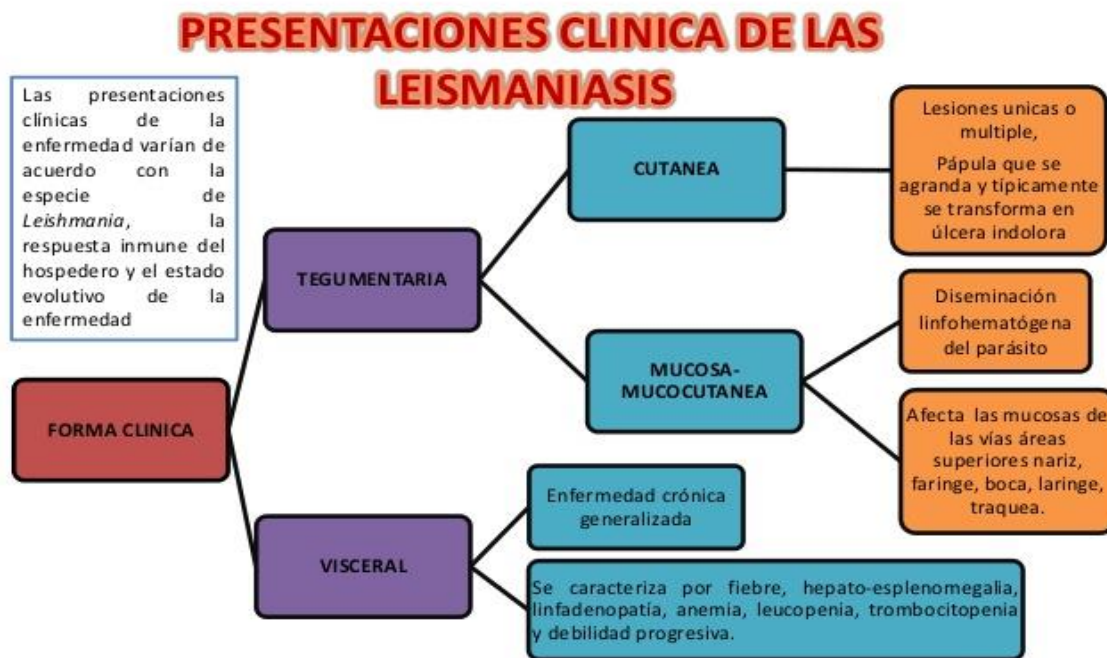 PRESENTACIONES CLINICA DE LAS
LEISMANIASIS
Las presentaciones
clínicas de la
enfermedad varían de
acuerdo con la
especie de
Leishmania, la
respuesta inmune del
hospedero y el estado
evolutivo de la
enfermedad
FORMA CLINICA
TEGUMENTARIA
CUTANEA
Lesiones unicas o
multiple,
Pápula que se
agranda y típicamente
se transforma en
úlcera indolora
MUCOSA-
MUCOCUTANEA
Diseminación
linfohematógena
del parásito
Afecta las mucosas de
las vías áreas
superiores nariz,
faringe, boca, laringe,
traquea.
VISCERAL
Enfermedad crónica
generalizada
Se caracteriza por fiebre, hepato-esplenomegalia,
linfadenopatía, anemia, leucopenia, trombocitopenia
y debilidad progresiva.